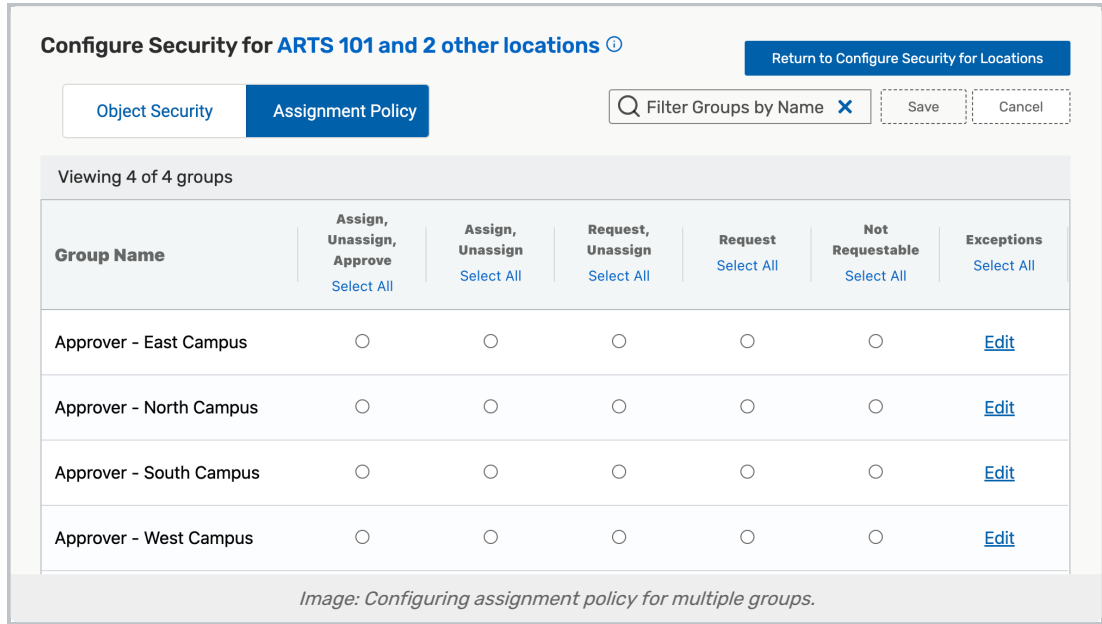 Configure Security for ARTS 101 and 2 other locations
Return to Configure Security for Locations
Object Security
Assignment Policy
Filter Groups by Name
Save
Cancel
Viewing 4 of 4 groups
Group Name
Assign,
Unassign,
Approve
Select All
Assign,
Unassign
Select All
Request,
Unassign
Select All
Request
Select All
Not
Requestable
Select All
Exceptions
Select All
Approver - East Campus
Edit
Approver - North Campus
Edit
Approver - South Campus
Edit
Approver - West Campus
Edit
Image: Configuring assignment policy for multiple groups.